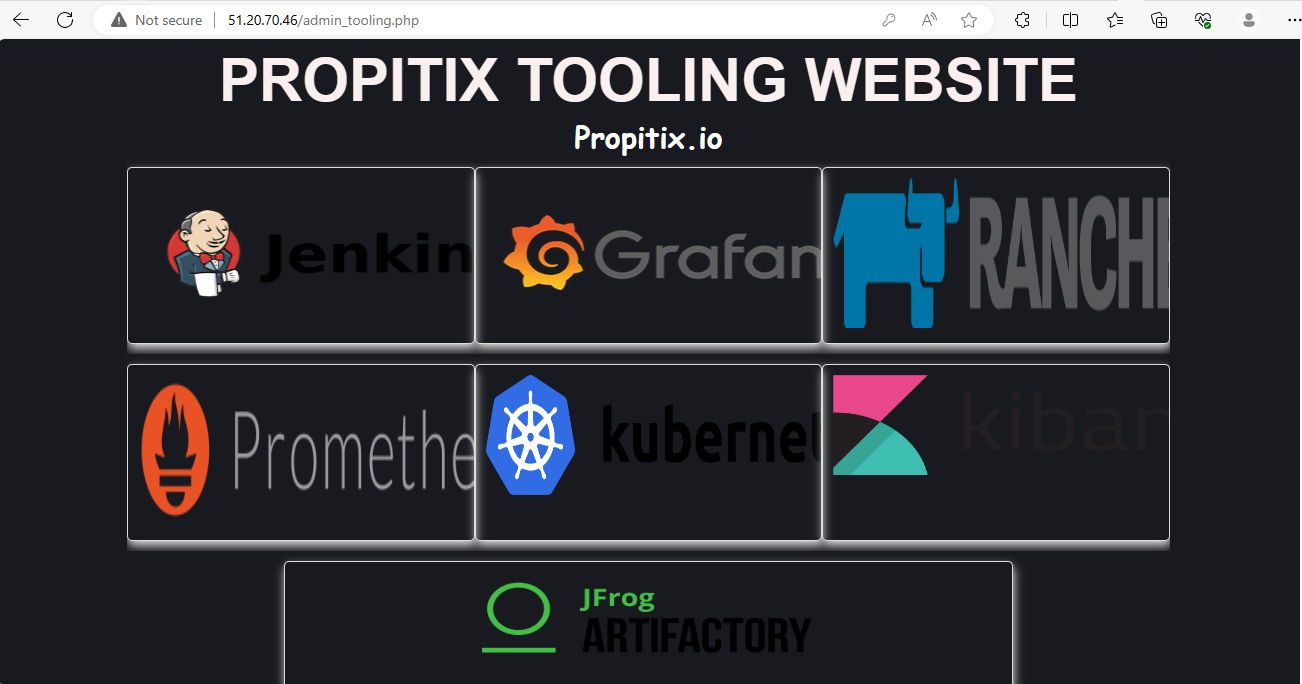 Not secure 51.20.70.46/admin_tooling.php
PROPITIX TOOLING WEBSITE
Propitix.io
Jenkin
Grafan
RANCHE
Promethe
kubernet
kibar
JFrog
ARTIFACTORY